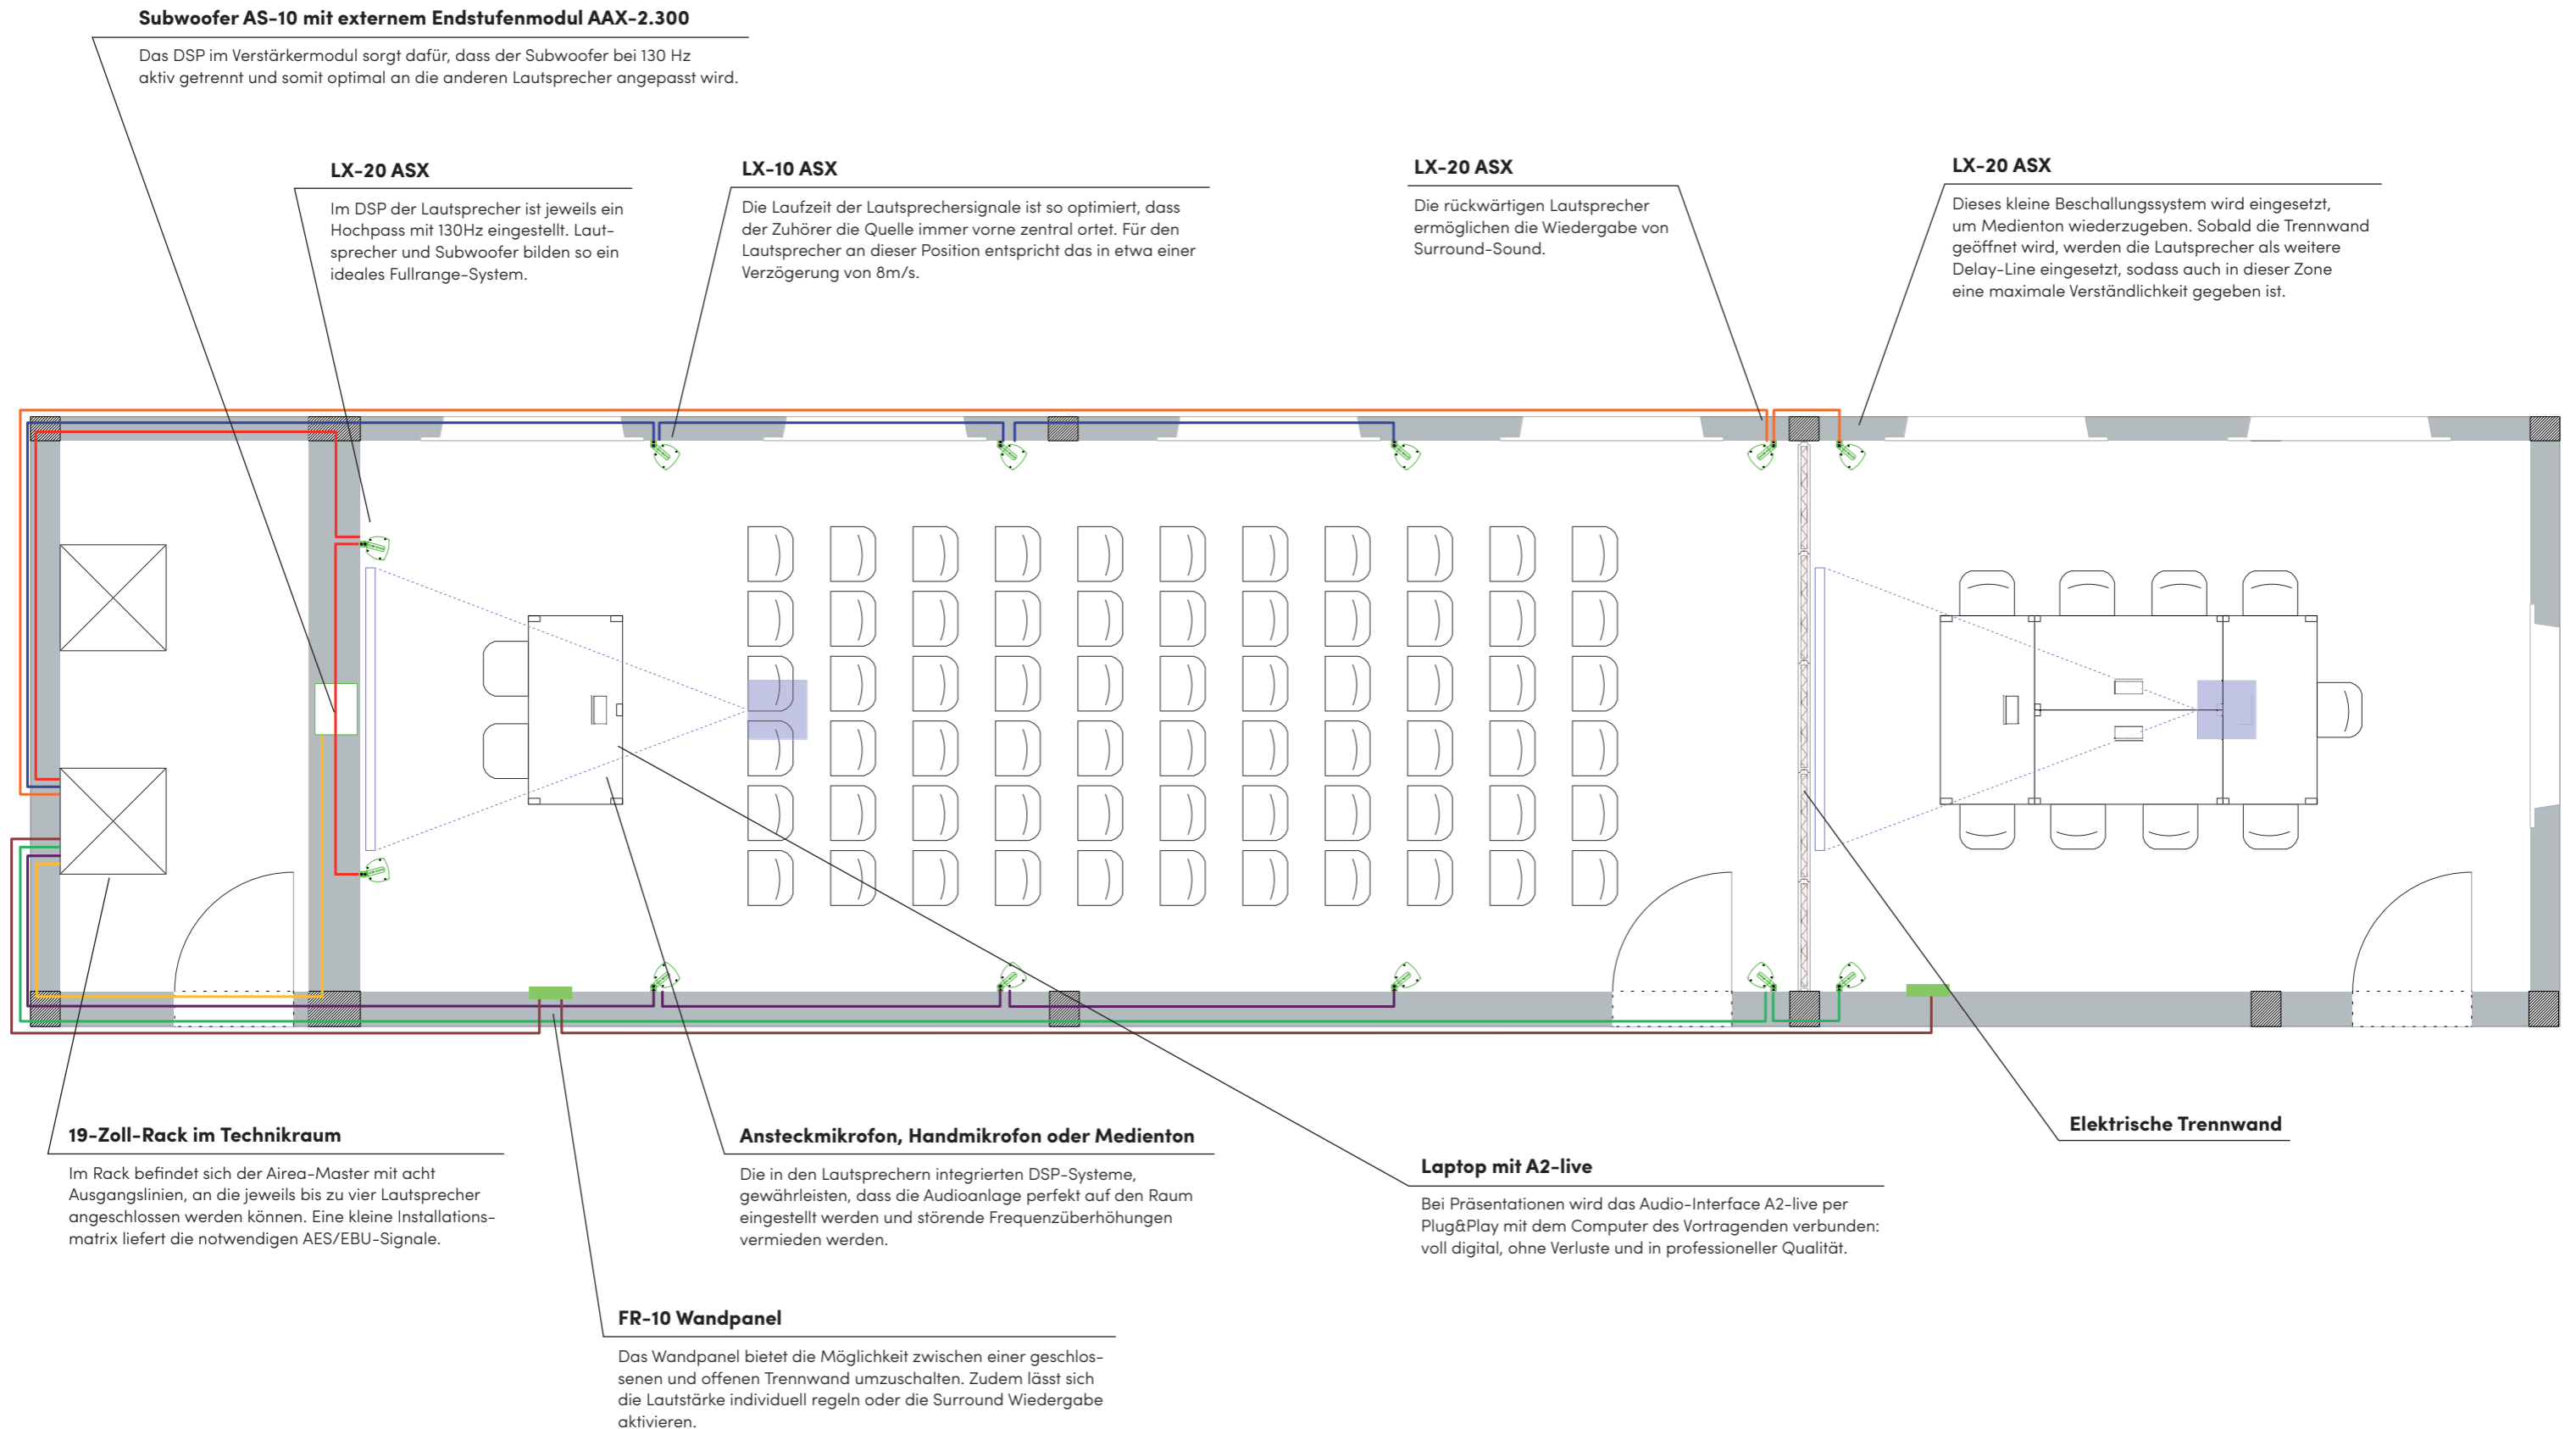 Subwoofer AS-10 mit externem Endstufenmodul AAX-2.300
Das DSP im Verstärkermodul sorgt dafür, dass der Subwoofer bei 130 Hz
aktiv getrennt und somit optimal an die anderen Lautsprecher angepasst wird.
LX-20 ASX
Im DSP der Lautsprecher ist jeweils ein
Hochpass mit 130Hz eingestellt. Laut-
sprecher und Subwoofer bilden so ein
ideales Fullrange-System.
LX-10 ASX
Die Laufzeit der Lautsprechersignale ist so optimiert, dass
der Zuhörer die Quelle immer vorne zentral ortet. Für den
Lautsprecher an dieser Position entspricht das in etwa einer
Verzögerung von 8m/s.
LX-20 ASX
Die rückwärtigen Lautsprecher
ermöglichen die Wiedergabe von
Surround-Sound.
LX-20 ASX
Dieses kleine Beschallungssystem wird eingesetzt,
um Medienton wiederzugeben. Sobald die Trennwand
geöffnet wird, werden die Lautsprecher als weitere
Delay-Line eingesetzt, sodass auch in dieser Zone
eine maximale Verständlichkeit gegeben ist.
19-Zoll-Rack im Technikraum
Im Rack befindet sich der Airea-Master mit acht
Ausgangslinien, an die jeweils bis zu vier Lautsprecher
angeschlossen werden können. Eine kleine Installations-
matrix liefert die notwendigen AES/EBU-Signale.
Ansteckmikrofon, Handmikrofon oder Medienton
Die in den Lautsprechern integrierten DSP-Systeme,
gewährleisten, dass die Audioanlage perfekt auf den Raum
eingestellt werden und störende Frequenzüberhöhungen
vermieden werden.
Laptop mit A2-live
Bei Präsentationen wird das Audio-Interface A2-live per
Plug&Play mit dem Computer des Vortragenden verbunden:
voll digital, ohne Verluste und in professioneller Qualität.
Elektrische Trennwand
FR-10 Wandpanel
Das Wandpanel bietet die Möglichkeit zwischen einer geschlos-
senen und offenen Trennwand umzuschalten. Zudem lässt sich
die Lautstärke individuell regeln oder die Surround Wiedergabe
aktivieren.